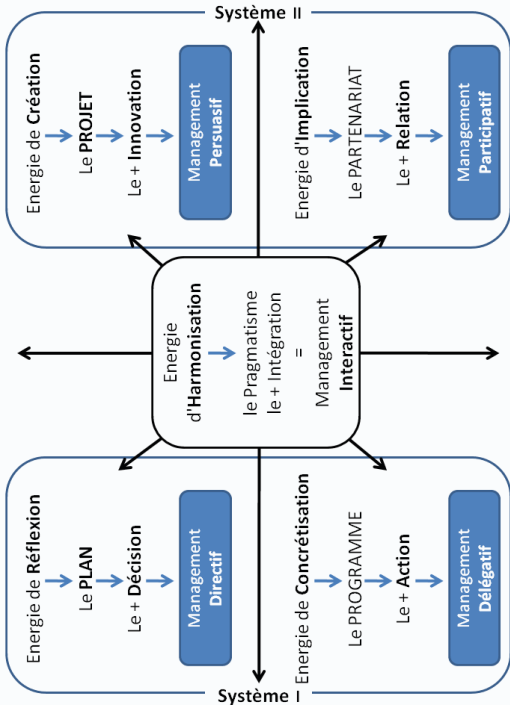 Système I
Energie de Réflexion
Le PLAN
Le + Décision
Management
Directif
Energie de Concrétisation
Le PROGRAMME
Le + Action
Management
Délégatif
Energie
d'Harmonisation
le Pragmatisme
le + Intégration
=
Management
Interactif
Système II
Energie de Création
Le PROJET
Le + Innovation
Management
Persuasif
Energie d'Implication
Le PARTENARIAT
Le + Relation
Management
Participatif